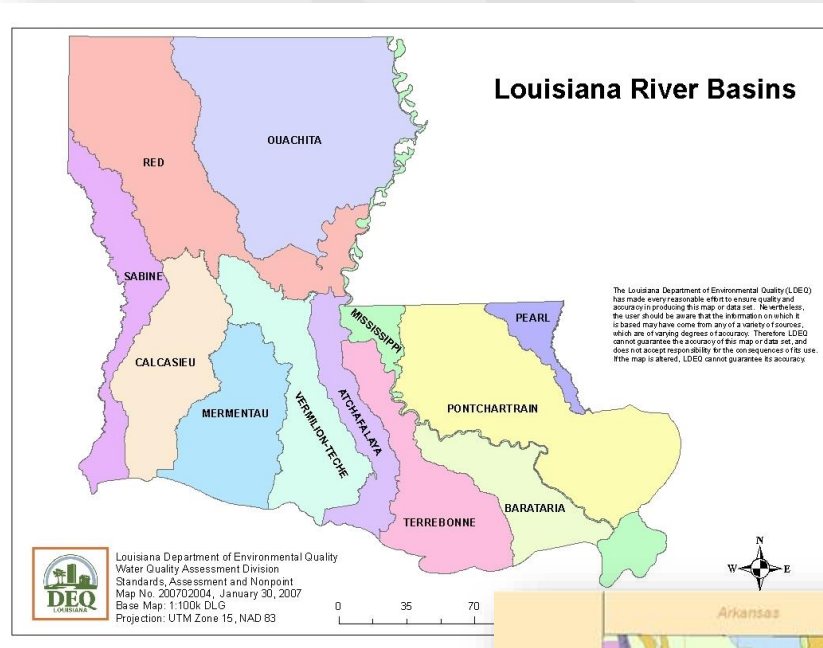 Louisiana River Basins
OUACHITA
RED
SABINE
The Louisiana Department of Environmental Quality (LDEQ)
has made every reasonable effort to ensure quality and
accuracy in producing this map or data set. Nevertheless,
the user should be aware that the information on which it
is based may have come from any of a variety of sources,
which are of varying degrees of accuracy. Therefore LDEQ
cannot guarantee the accuracy of this map or data set, and
does not accept responsibility for the consequences of its use.
If the map is altered, LDEQ cannot guarantee its accuracy.
MISSISSIPPI
PEARL
CALCASIEU
MERMENTAU
VERMILION-TECHE
ATCHAFALAYA
PONTCHARTRAIN
TERREBONNE
BARATARIA
N
W
E
DEQ
LOUISIANA
Louisiana Department of Environmental Quality
Water Quality Assessment Division
Standards, Assessment and Nonpoint
Map No. 200702004, January 30, 2007
Base Map: 1:100k DLG
Projection: UTM Zone 15, NAD 83
0 35 70
Arkansas